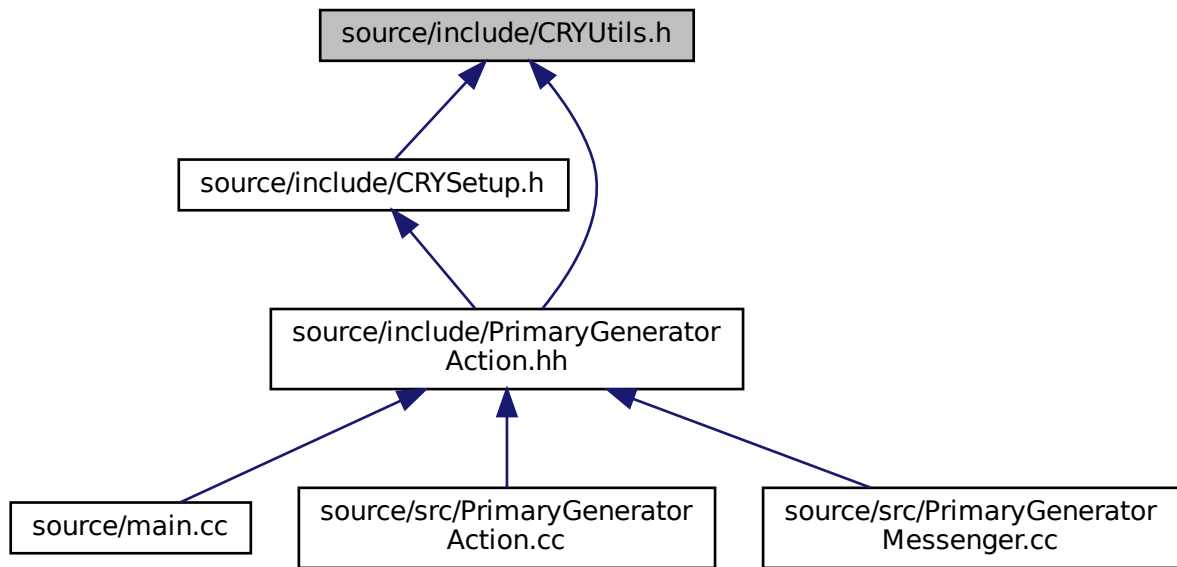 source/include/CRYUtils.h
source/include/CRYSetup.h
source/include/PrimaryGenerator
Action.hh
source/main.cc
source/src/PrimaryGenerator
Action.cc
source/src/PrimaryGenerator
Messenger.cc